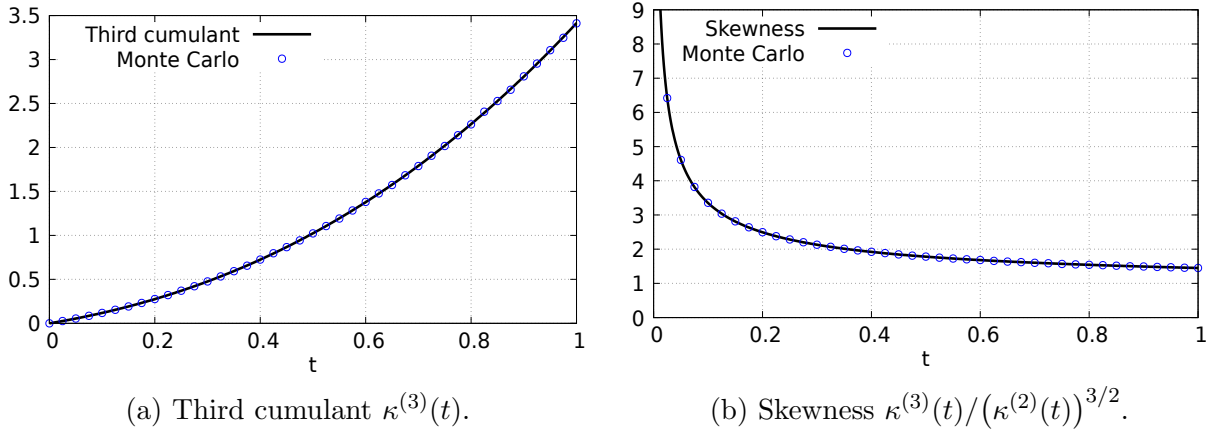 3.5
Third cumulant
Monte Carlo
3
2.5
2
1.5
1
0.5
0
0 0.2 0.4 0.6 0.8 1
t
(a) Third cumulant κ^{(3)}(t).
9
Skewness
Monte Carlo
8
7
6
5
4
3
2
1
0
0 0.2 0.4 0.6 0.8 1
t
(b) Skewness κ^{(3)}(t)/(κ^{(2)}(t))^{3/2}.